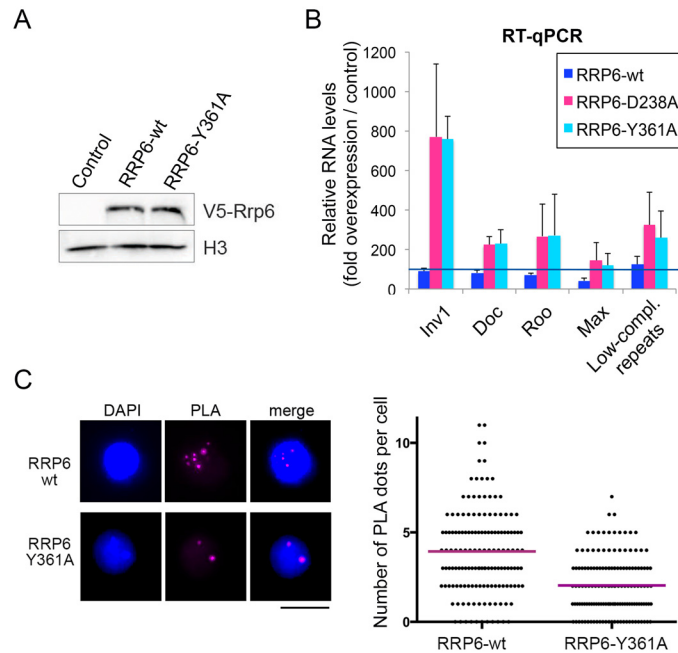 A
Control
RRP6-wt
RRP6-Y361A
V5-Rrp6
H3
B
RT-qPCR
Relative RNA levels
(fold overexpression / control)
1200
1000
800
600
400
200
0
RRP6-wt
RRP6-D238A
RRP6-Y361A
Inv1
Doc
Roo
Max
Low-compl.
repeats
C
DAPI
PLA
merge
RRP6
wt
RRP6
Y361A
Number of PLA dots per cell
10
5
0
RRP6-wt
RRP6-Y361A